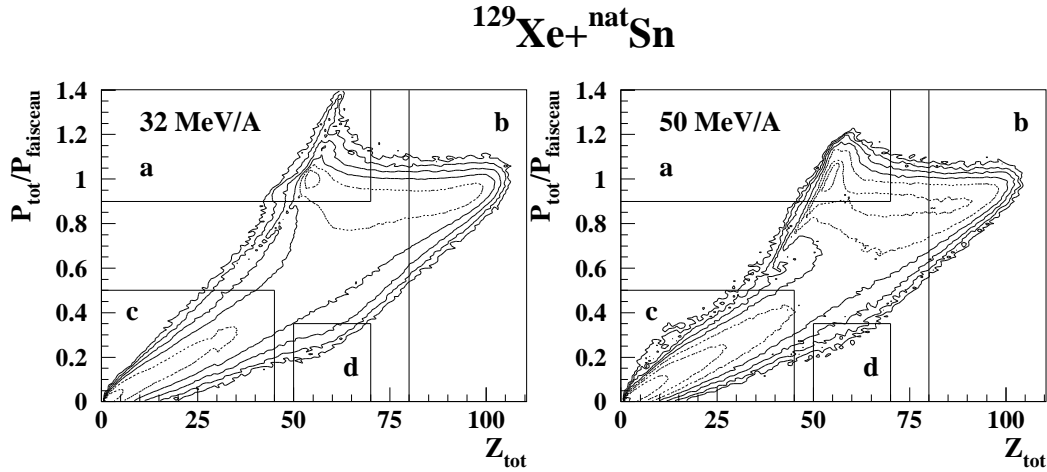 129Xe+natSn
Ptot/Pfaisceau
1.4
1.2
1
0.8
0.6
0.4
0.2
0
32 MeV/A
a
b
c
d
0 25 50 75 100
Ztot
Ptot/Pfaisceau
1.4
1.2
1
0.8
0.6
0.4
0.2
0
50 MeV/A
a
b
c
d
0 25 50 75 100
Ztot